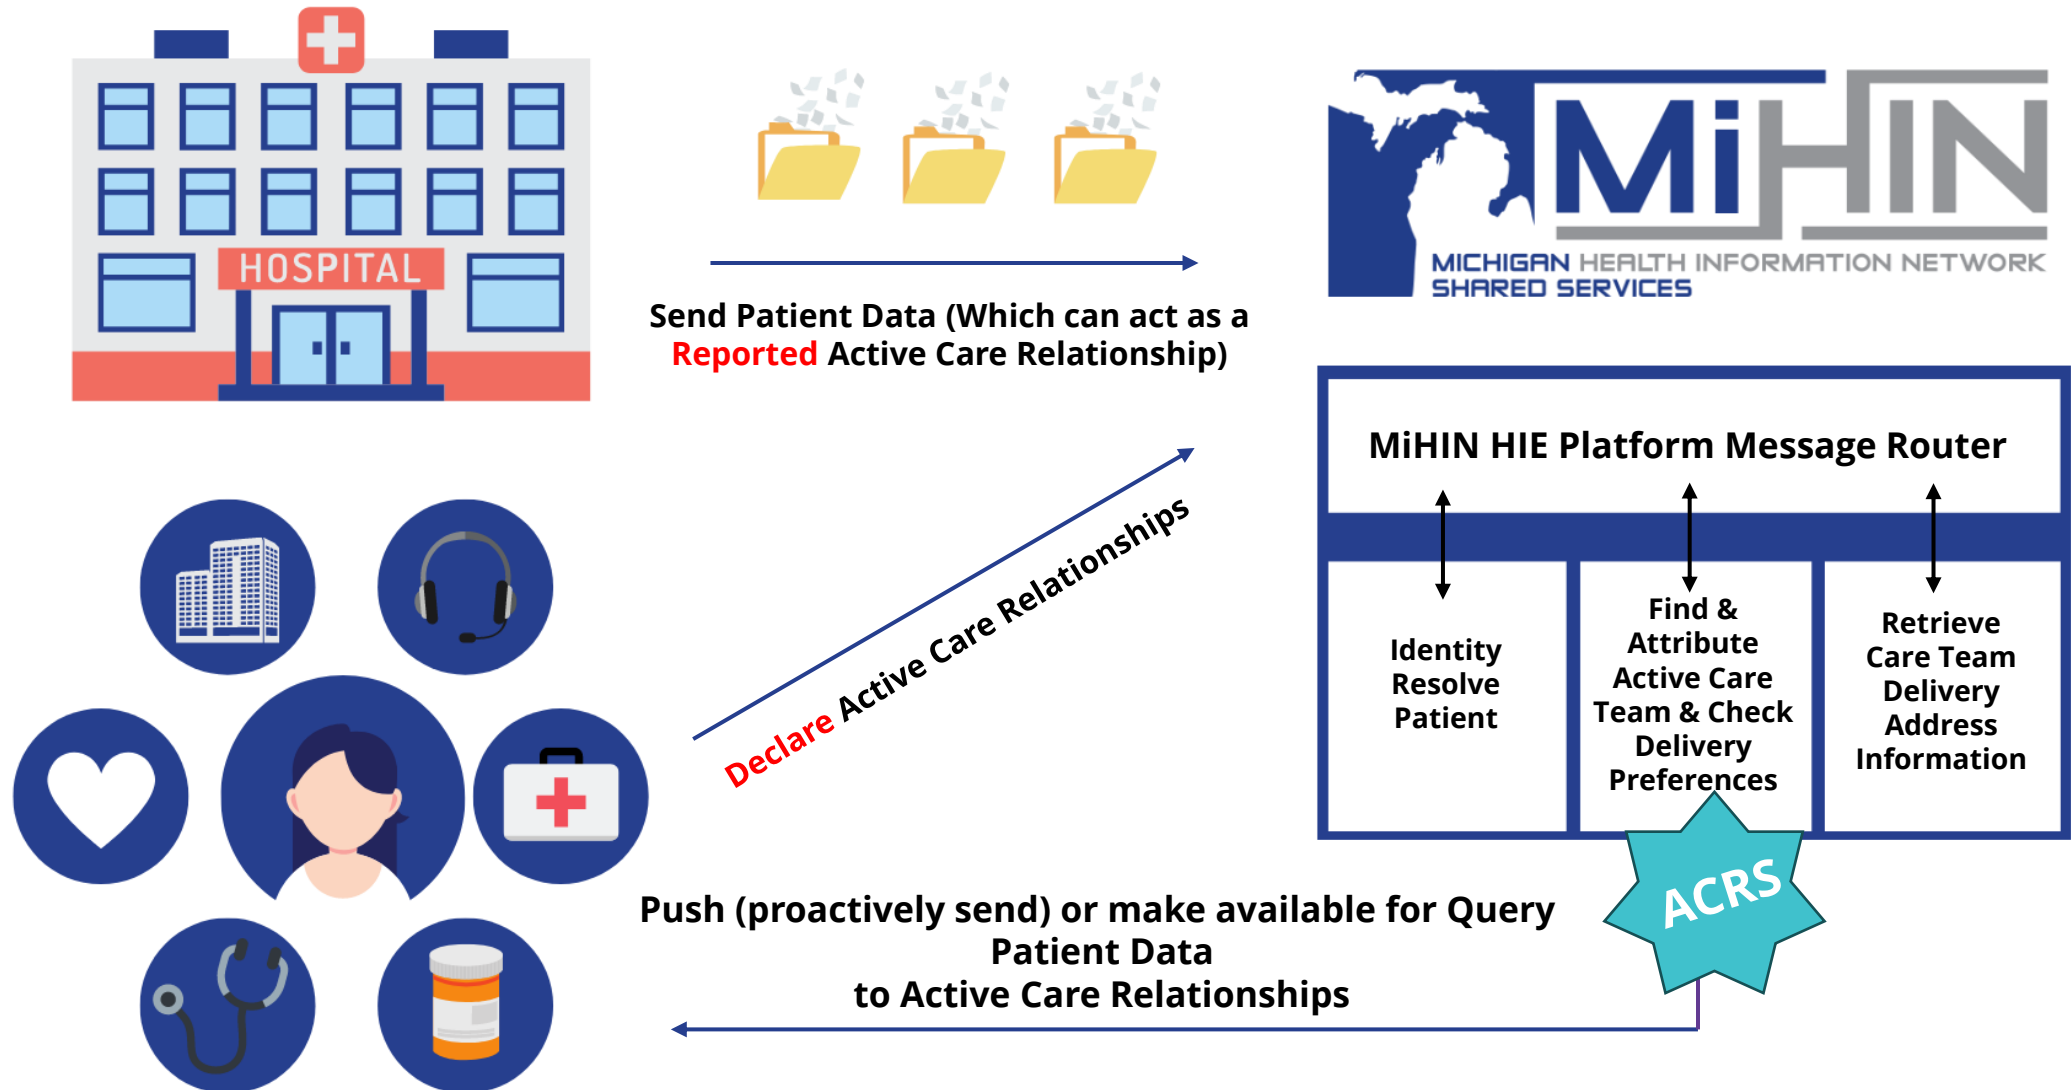 HOSPITAL
Send Patient Data (Which can act as a
Reported Active Care Relationship)
MiHIN
MICHIGAN HEALTH INFORMATION NETWORK
SHARED SERVICES
MiHIN HIE Platform Message Router
Identity
Resolve
Patient
Find &
Attribute
Active Care
Team & Check
Delivery
Preferences
Retrieve
Care Team
Delivery
Address
Information
Declare Active Care Relationships
ACRS
Push (proactively send) or make available for Query
Patient Data
to Active Care Relationships